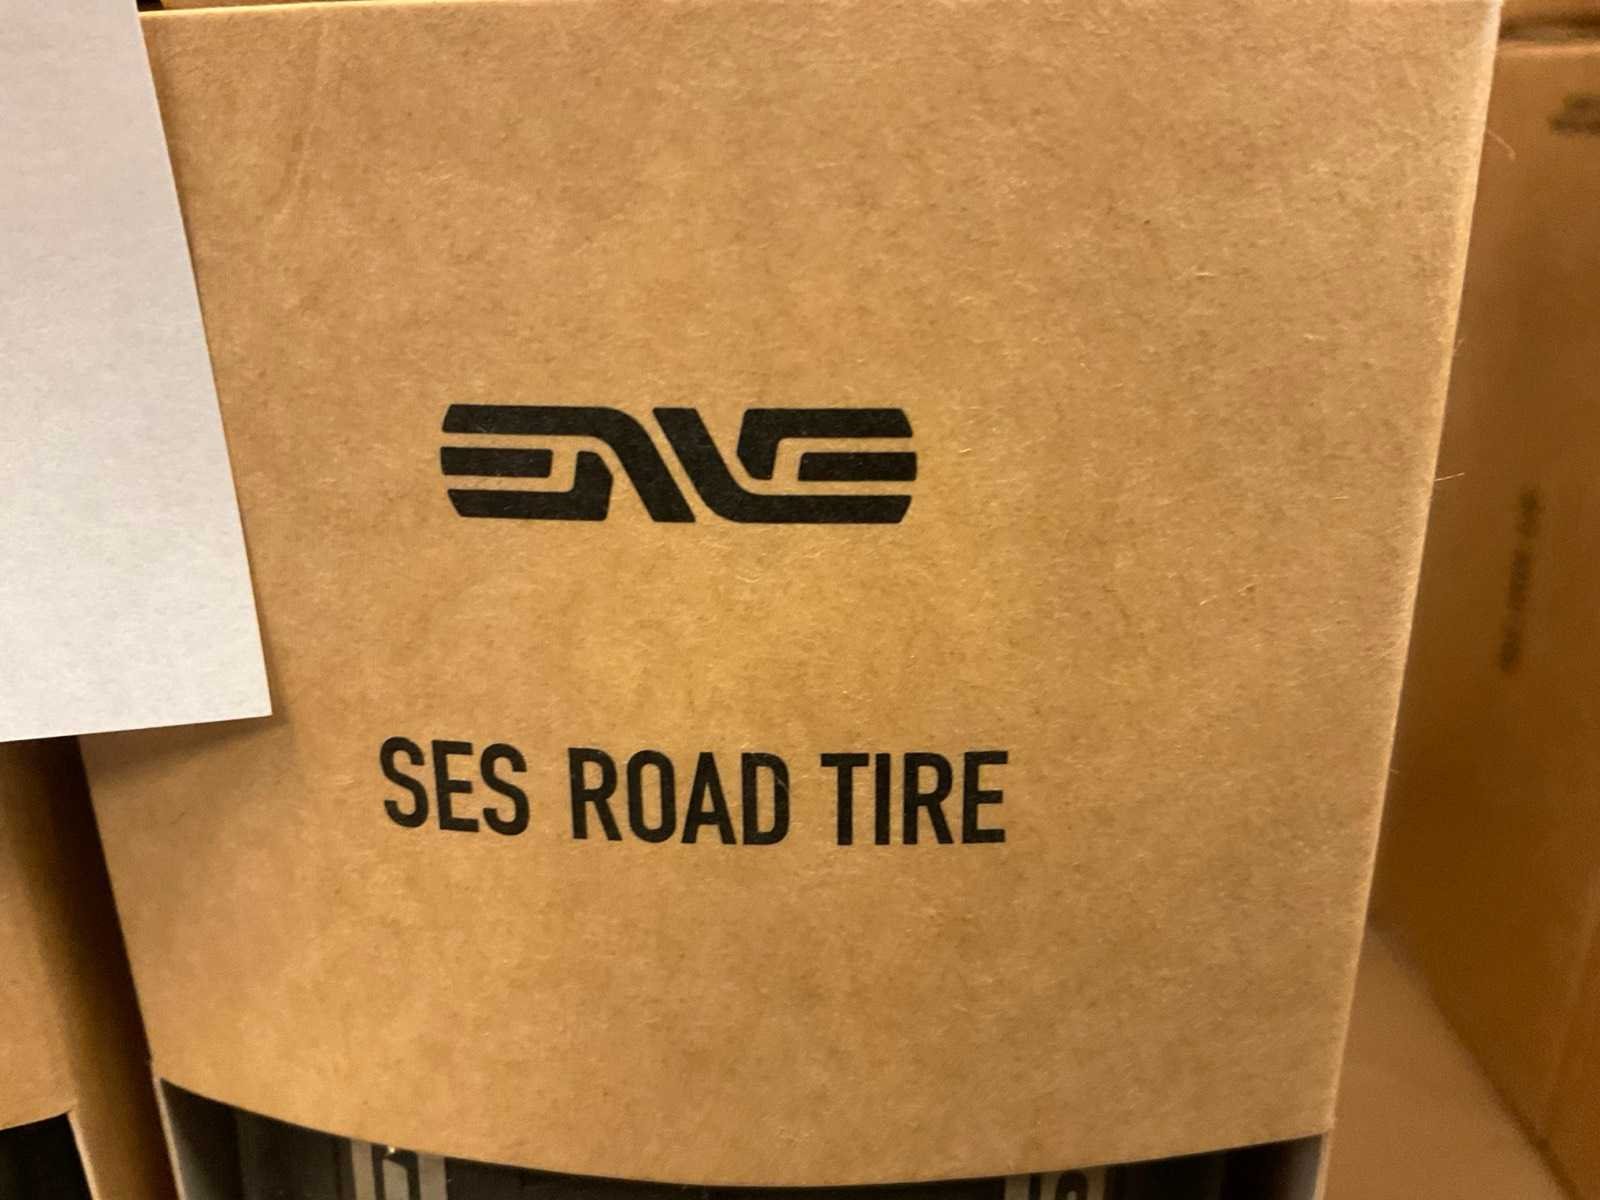 ENVE
SES ROAD TIRE